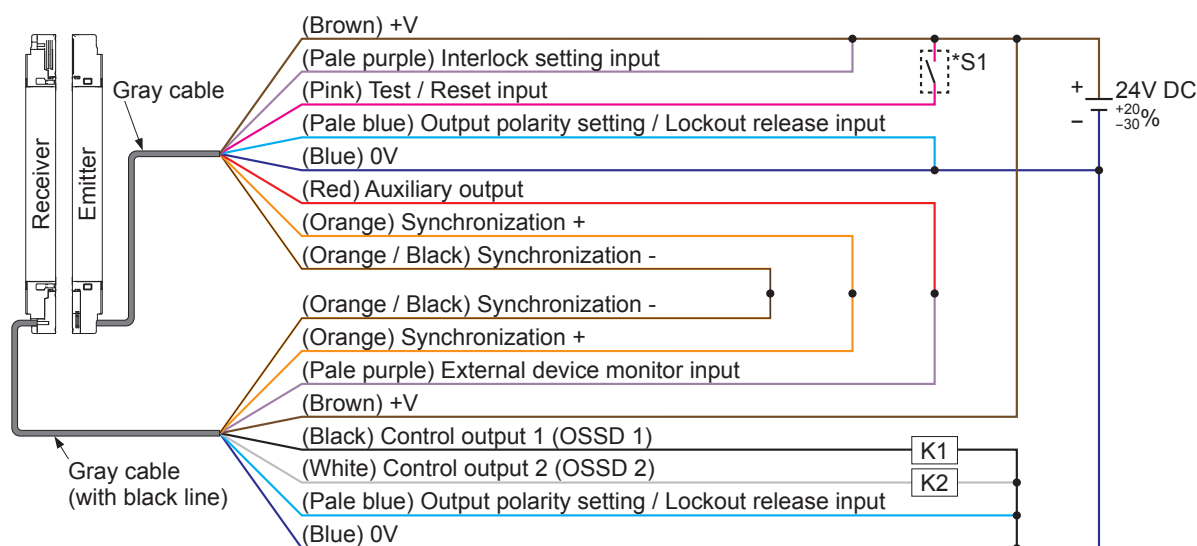 Receiver
Emitter
Gray cable
(Brown) +V
(Pale purple) Interlock setting input
(Pink) Test / Reset input
(Pale blue) Output polarity setting / Lockout release input
(Blue) 0V
(Red) Auxiliary output
(Orange) Synchronization +
(Orange / Black) Synchronization -
*S1
+
−
24V DC
+20
−30 %
(Orange / Black) Synchronization -
(Orange) Synchronization +
(Pale purple) External device monitor input
(Brown) +V
(Black) Control output 1 (OSSD 1)
K1
(White) Control output 2 (OSSD 2)
K2
(Pale blue) Output polarity setting / Lockout release input
(Blue) 0V
Gray cable
(with black line)